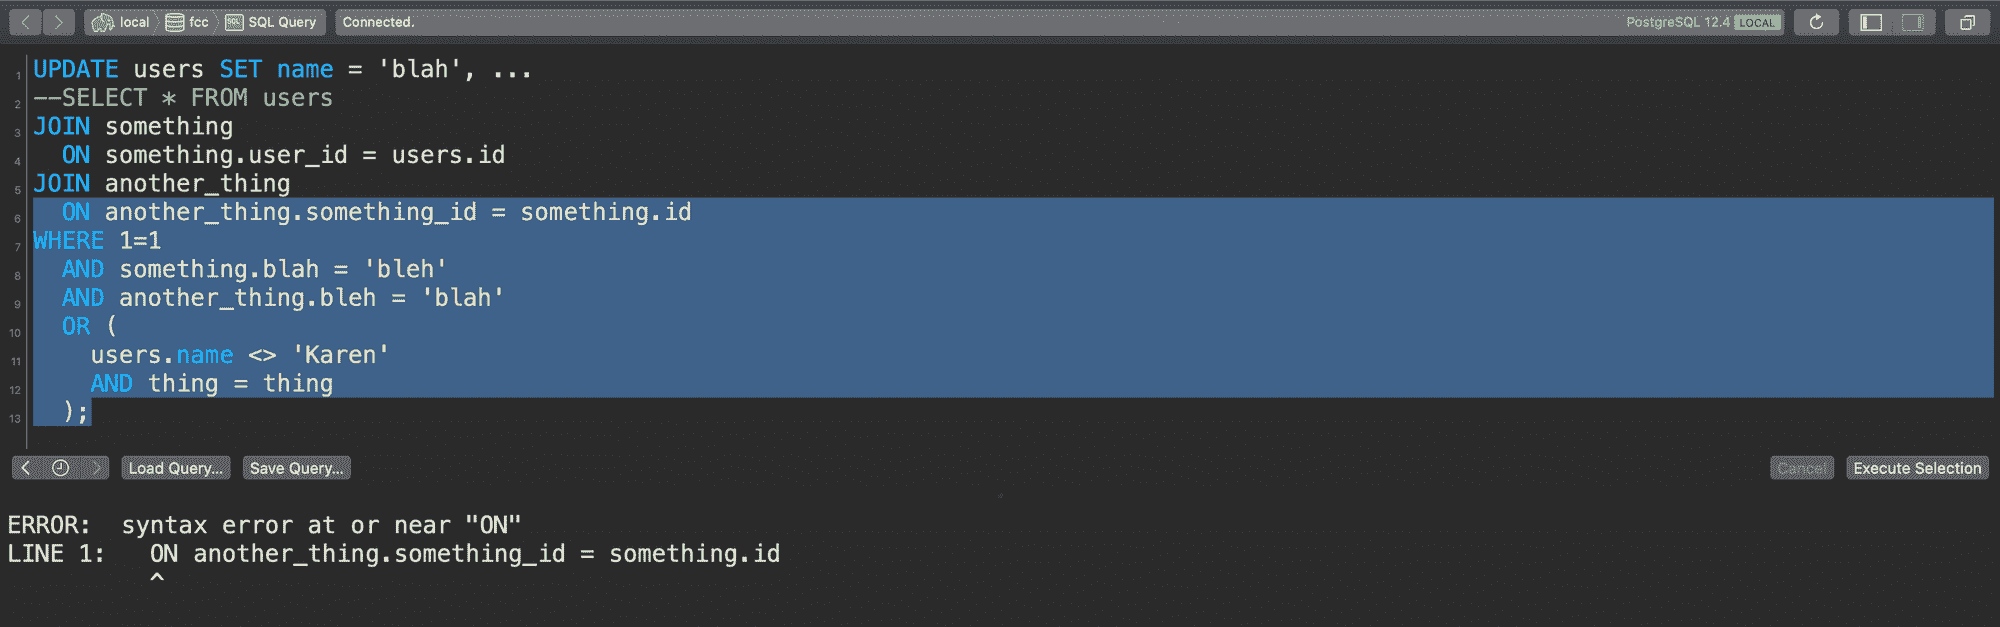 local fcc SQL SQL Query Connected. PostgreSQL 12.4 LOCAL
1 UPDATE users SET name = 'blah', ...
2 --SELECT * FROM users
3 JOIN something
4 ON something.user_id = users.id
5 JOIN another_thing
6 ON another_thing.something_id = something.id
7 WHERE 1=1
8 AND something.blah = 'bleh'
9 AND another_thing.bleh = 'blah'
10 OR (
11 users.name <> 'Karen'
12 AND thing = thing
13 );
Load Query... Save Query... Cancel Execute Selection
ERROR: syntax error at or near "ON"
LINE 1: ON another_thing.something_id = something.id
^